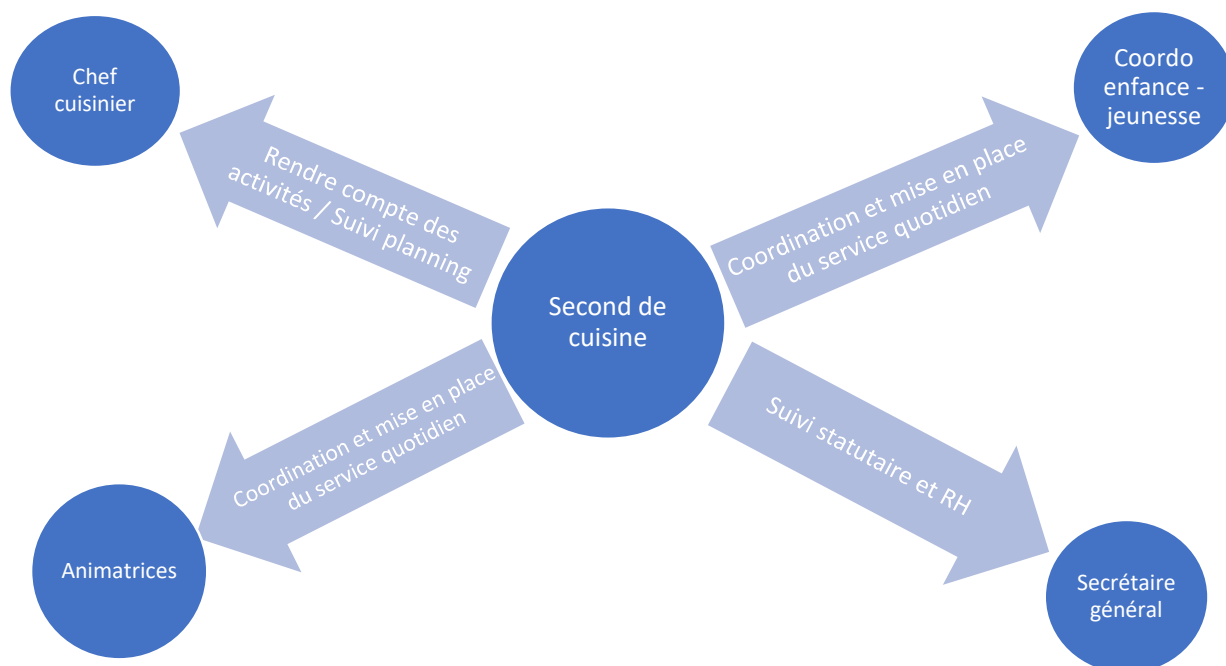 Chef
cuisinier
Coordo
enfance -
jeunesse
Rendre compte des
activités / Suivi planning
Coordination et mise en place
du service quotidien
Second de
cuisine
Coordination et mise en place
du service quotidien
Suivi statutaire et RH
Animatrices
Secrétaire
général